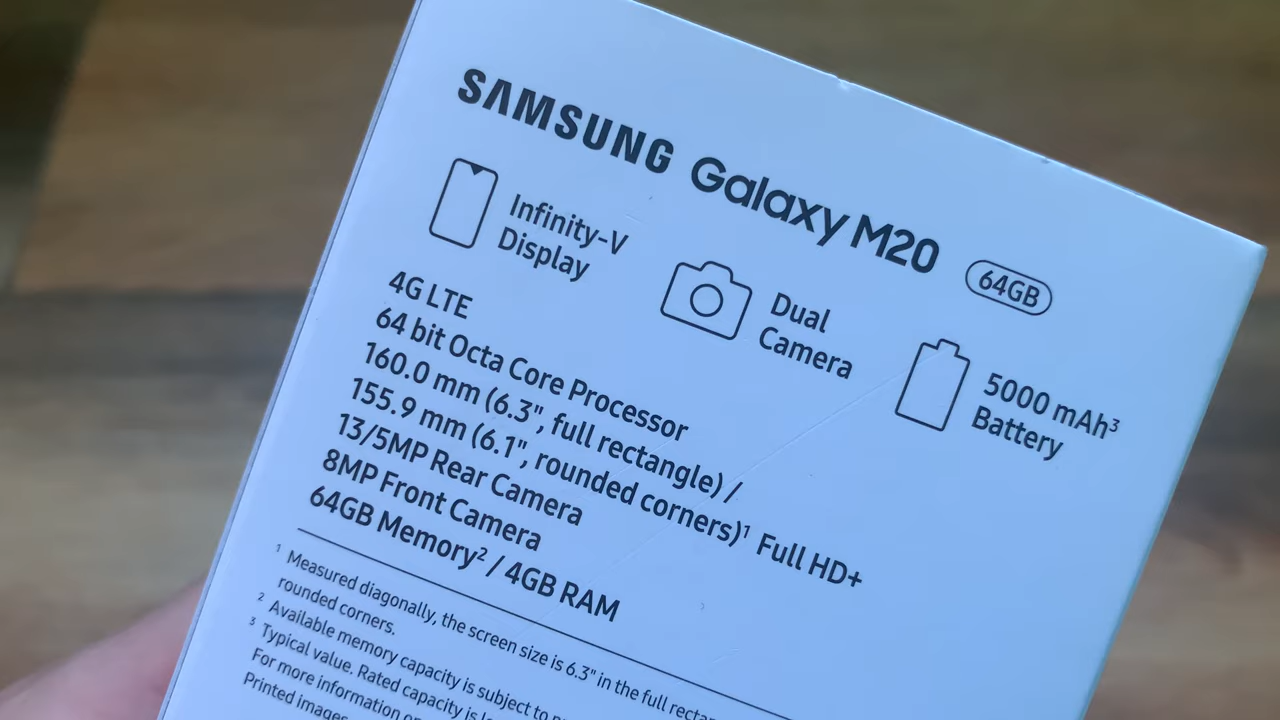 SAMSUNG Galaxy M20 64GB
Infinity-V
Display
Dual
Camera
5000 mAh³
Battery
4G LTE
64 bit Octa Core Processor
160.0 mm (6.3", full rectangle) /
155.9 mm (6.1", rounded corners)¹ Full HD+
13/5MP Rear Camera
8MP Front Camera
64GB Memory² / 4GB RAM
¹ Measured diagonally, the screen size is 6.3" in the full
rounded corners.
² Available memory capacity is subject to
³ Typical value. Rated capacity is
For more information
Printed images